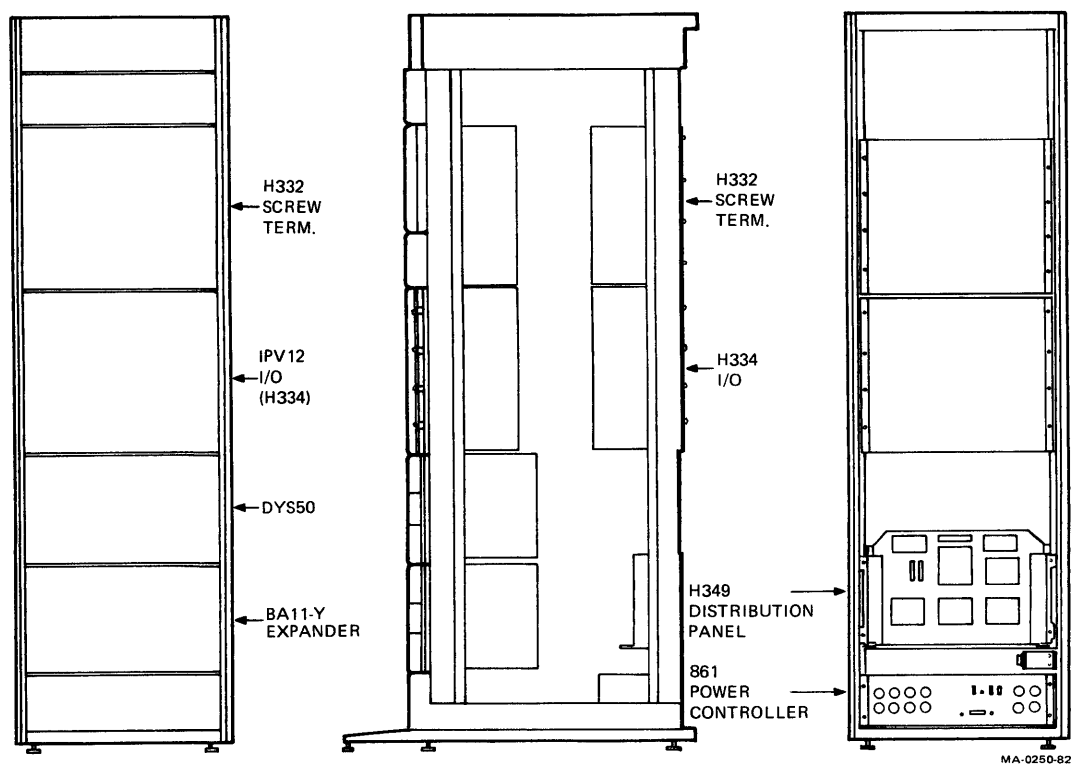 H332
SCREW
TERM.
IPV12
I/O
(H334)
DYS50
BA11-Y
EXPANDER
H332
SCREW
TERM.
H334
I/O
H349
DISTRIBUTION
PANEL
861
POWER
CONTROLLER
MA-0250-82